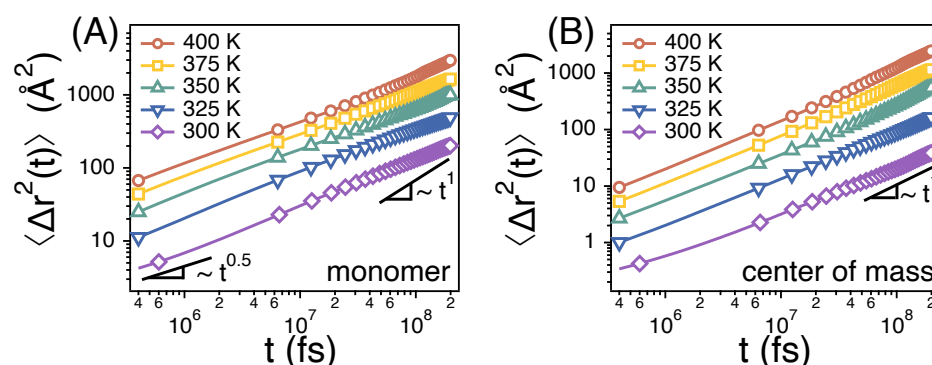 (A)
⟨Δr²(t)⟩ (Å²)
1000
100
10
400 K
375 K
350 K
325 K
300 K
~ t¹
~ t⁰·⁵
monomer
4 6 2 4 6 2 4 6 2
10⁶ 10⁷ 10⁸
t (fs)
(B)
⟨Δr²(t)⟩ (Å²)
1000
100
10
1
400 K
375 K
350 K
325 K
300 K
~ t
center of mass
4 6 2 4 6 2 4 6 2
10⁶ 10⁷ 10⁸
t (fs)